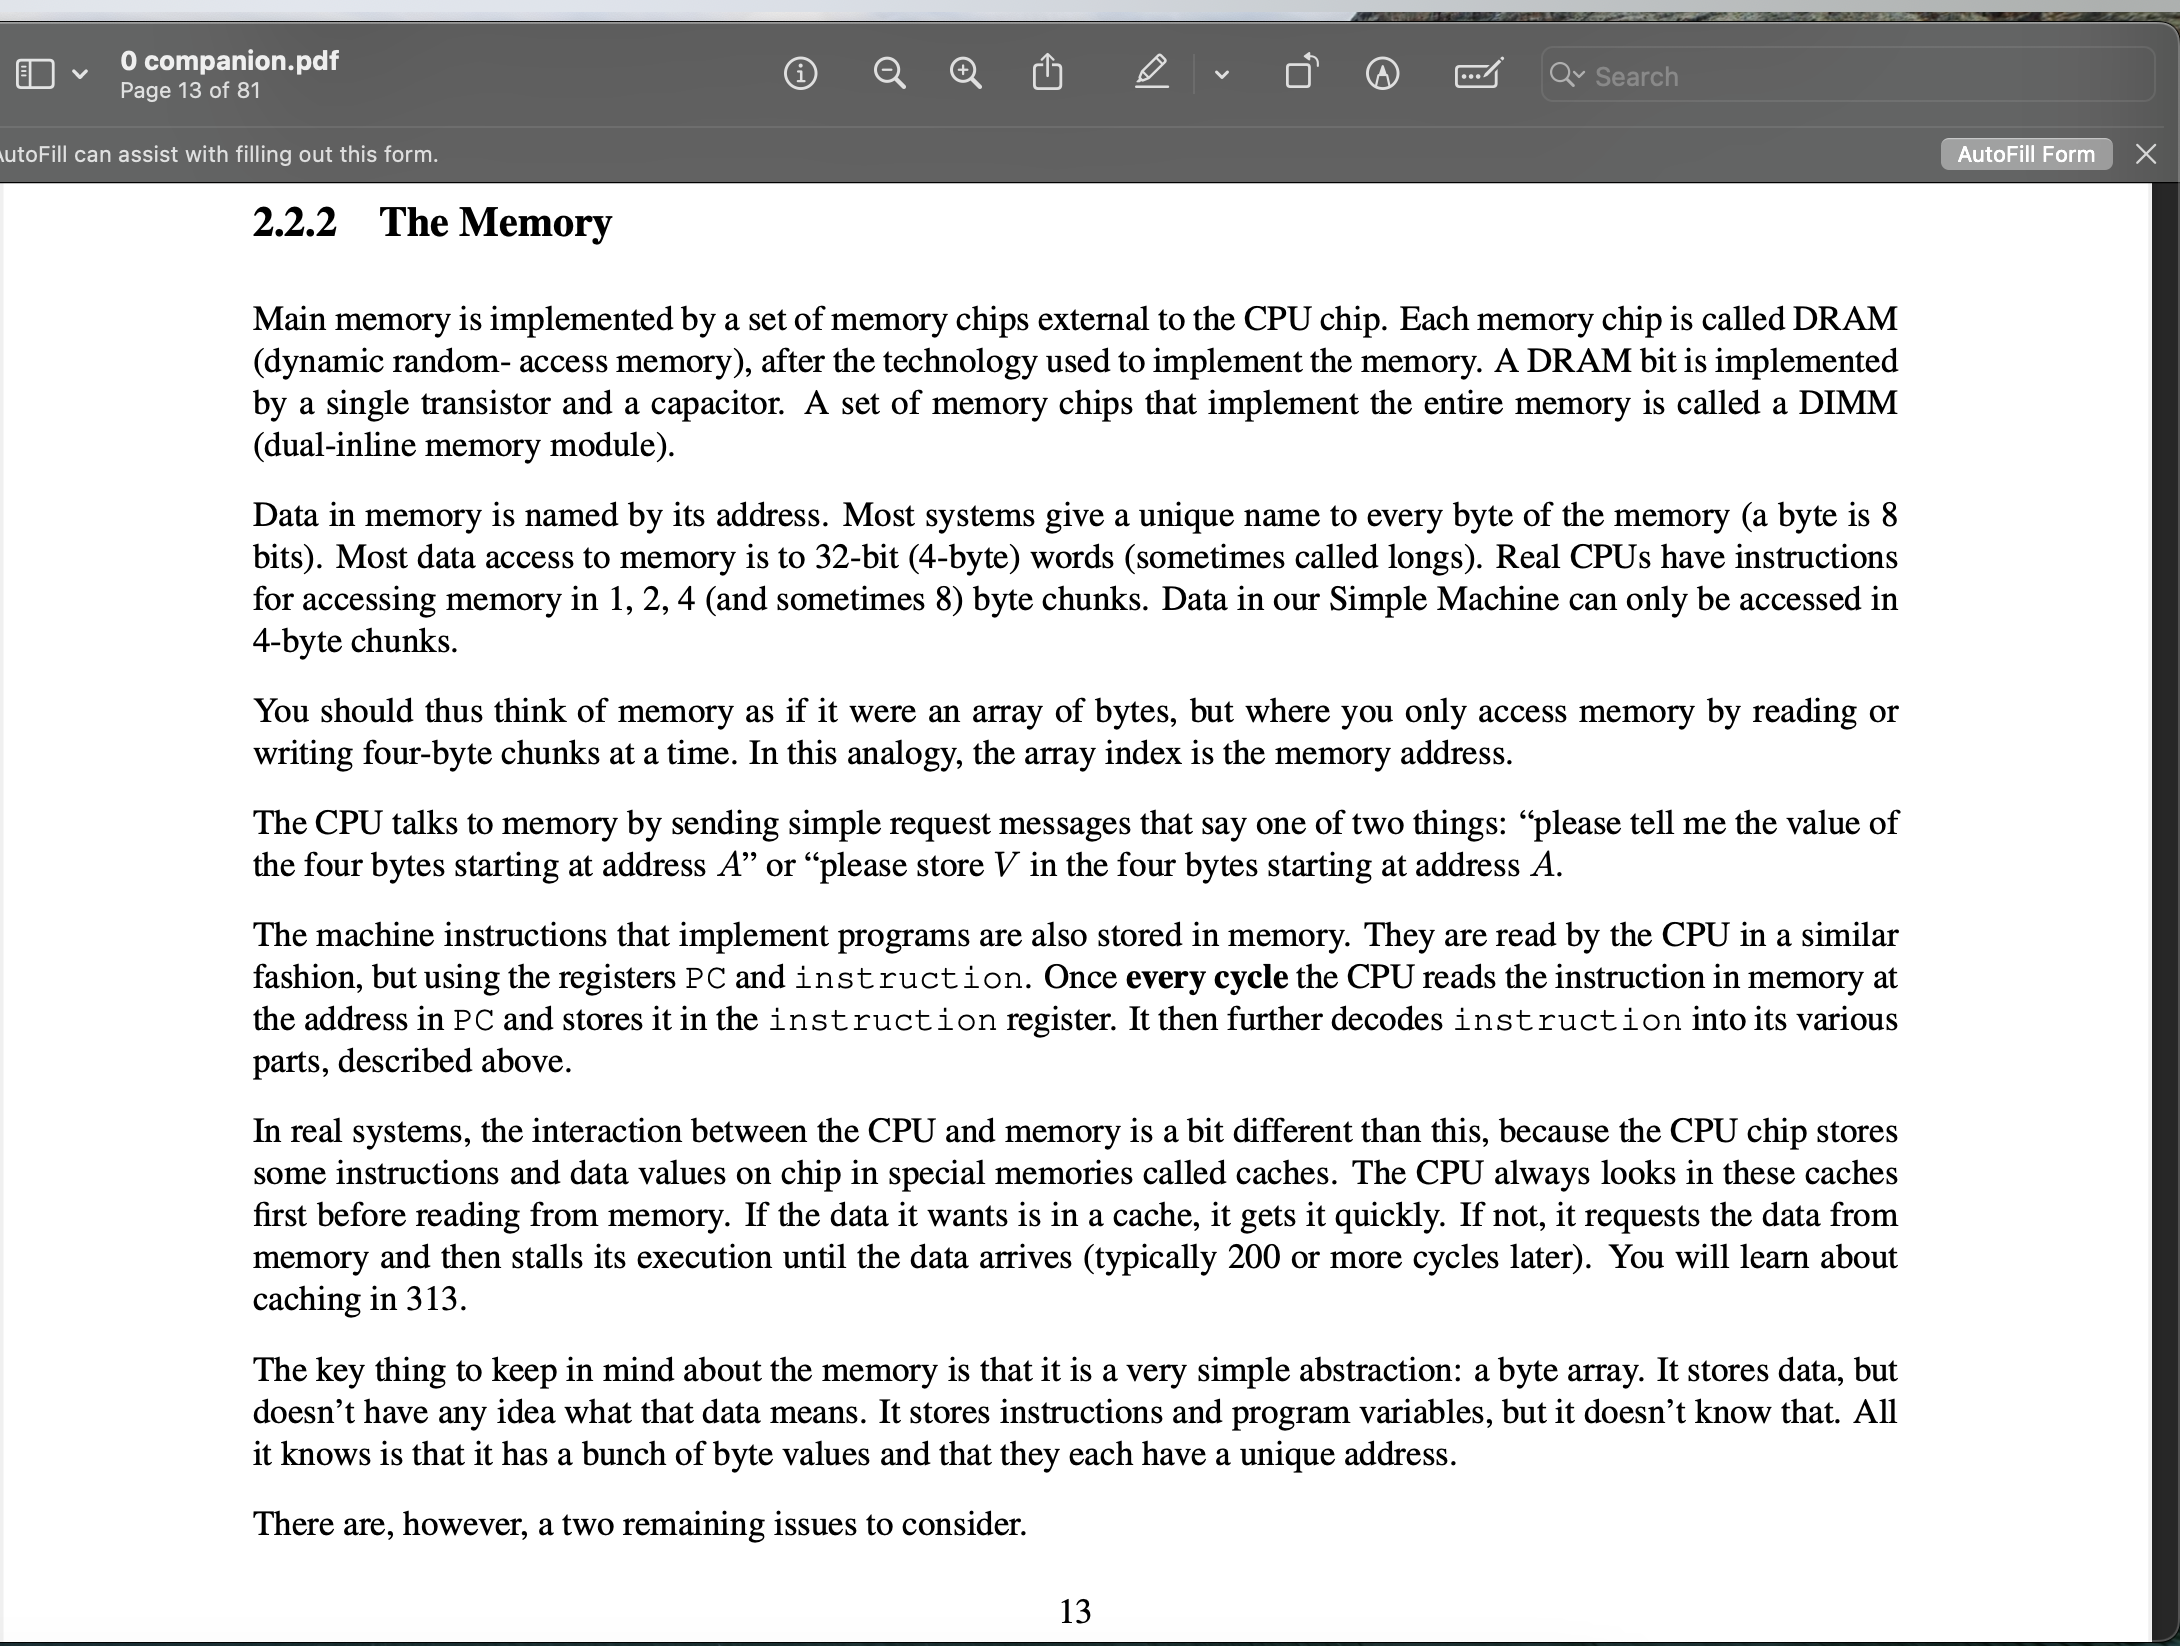 0 companion.pdf
Page 13 of 81
Search
AutoFill can assist with filling out this form.
AutoFill Form
2.2.2 The Memory
Main memory is implemented by a set of memory chips external to the CPU chip. Each memory chip is called DRAM
(dynamic random- access memory), after the technology used to implement the memory. A DRAM bit is implemented
by a single transistor and a capacitor. A set of memory chips that implement the entire memory is called a DIMM
(dual-inline memory module).
Data in memory is named by its address. Most systems give a unique name to every byte of the memory (a byte is 8
bits). Most data access to memory is to 32-bit (4-byte) words (sometimes called longs). Real CPUs have instructions
for accessing memory in 1, 2, 4 (and sometimes 8) byte chunks. Data in our Simple Machine can only be accessed in
4-byte chunks.
You should thus think of memory as if it were an array of bytes, but where you only access memory by reading or
writing four-byte chunks at a time. In this analogy, the array index is the memory address.
The CPU talks to memory by sending simple request messages that say one of two things: “please tell me the value of
the four bytes starting at address A” or “please store V in the four bytes starting at address A.
The machine instructions that implement programs are also stored in memory. They are read by the CPU in a similar
fashion, but using the registers PC and instruction. Once every cycle the CPU reads the instruction in memory at
the address in PC and stores it in the instruction register. It then further decodes instruction into its various
parts, described above.
In real systems, the interaction between the CPU and memory is a bit different than this, because the CPU chip stores
some instructions and data values on chip in special memories called caches. The CPU always looks in these caches
first before reading from memory. If the data it wants is in a cache, it gets it quickly. If not, it requests the data from
memory and then stalls its execution until the data arrives (typically 200 or more cycles later). You will learn about
caching in 313.
The key thing to keep in mind about the memory is that it is a very simple abstraction: a byte array. It stores data, but
doesn’t have any idea what that data means. It stores instructions and program variables, but it doesn’t know that. All
it knows is that it has a bunch of byte values and that they each have a unique address.
There are, however, a two remaining issues to consider.
13